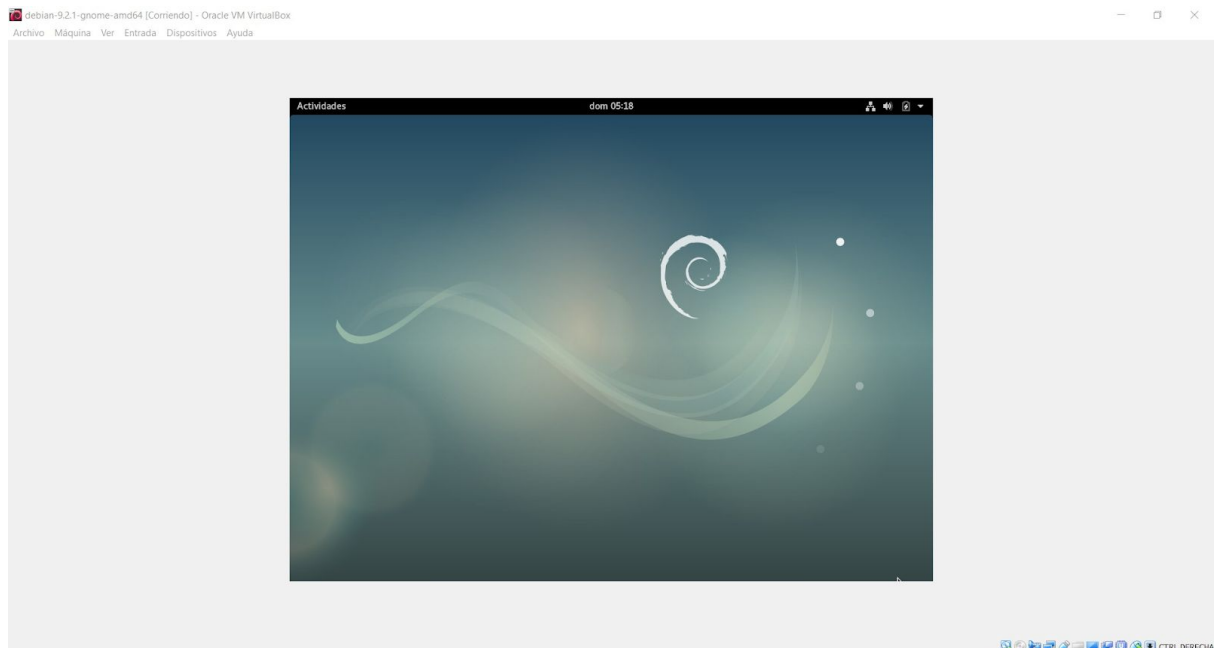 debian-9.2.1-gnome-amd64 [Corriendo] - Oracle VM VirtualBox
Archivo Máquina Ver Entrada Dispositivos Ayuda
Actividades dom 05:18
CTRL DERECHA